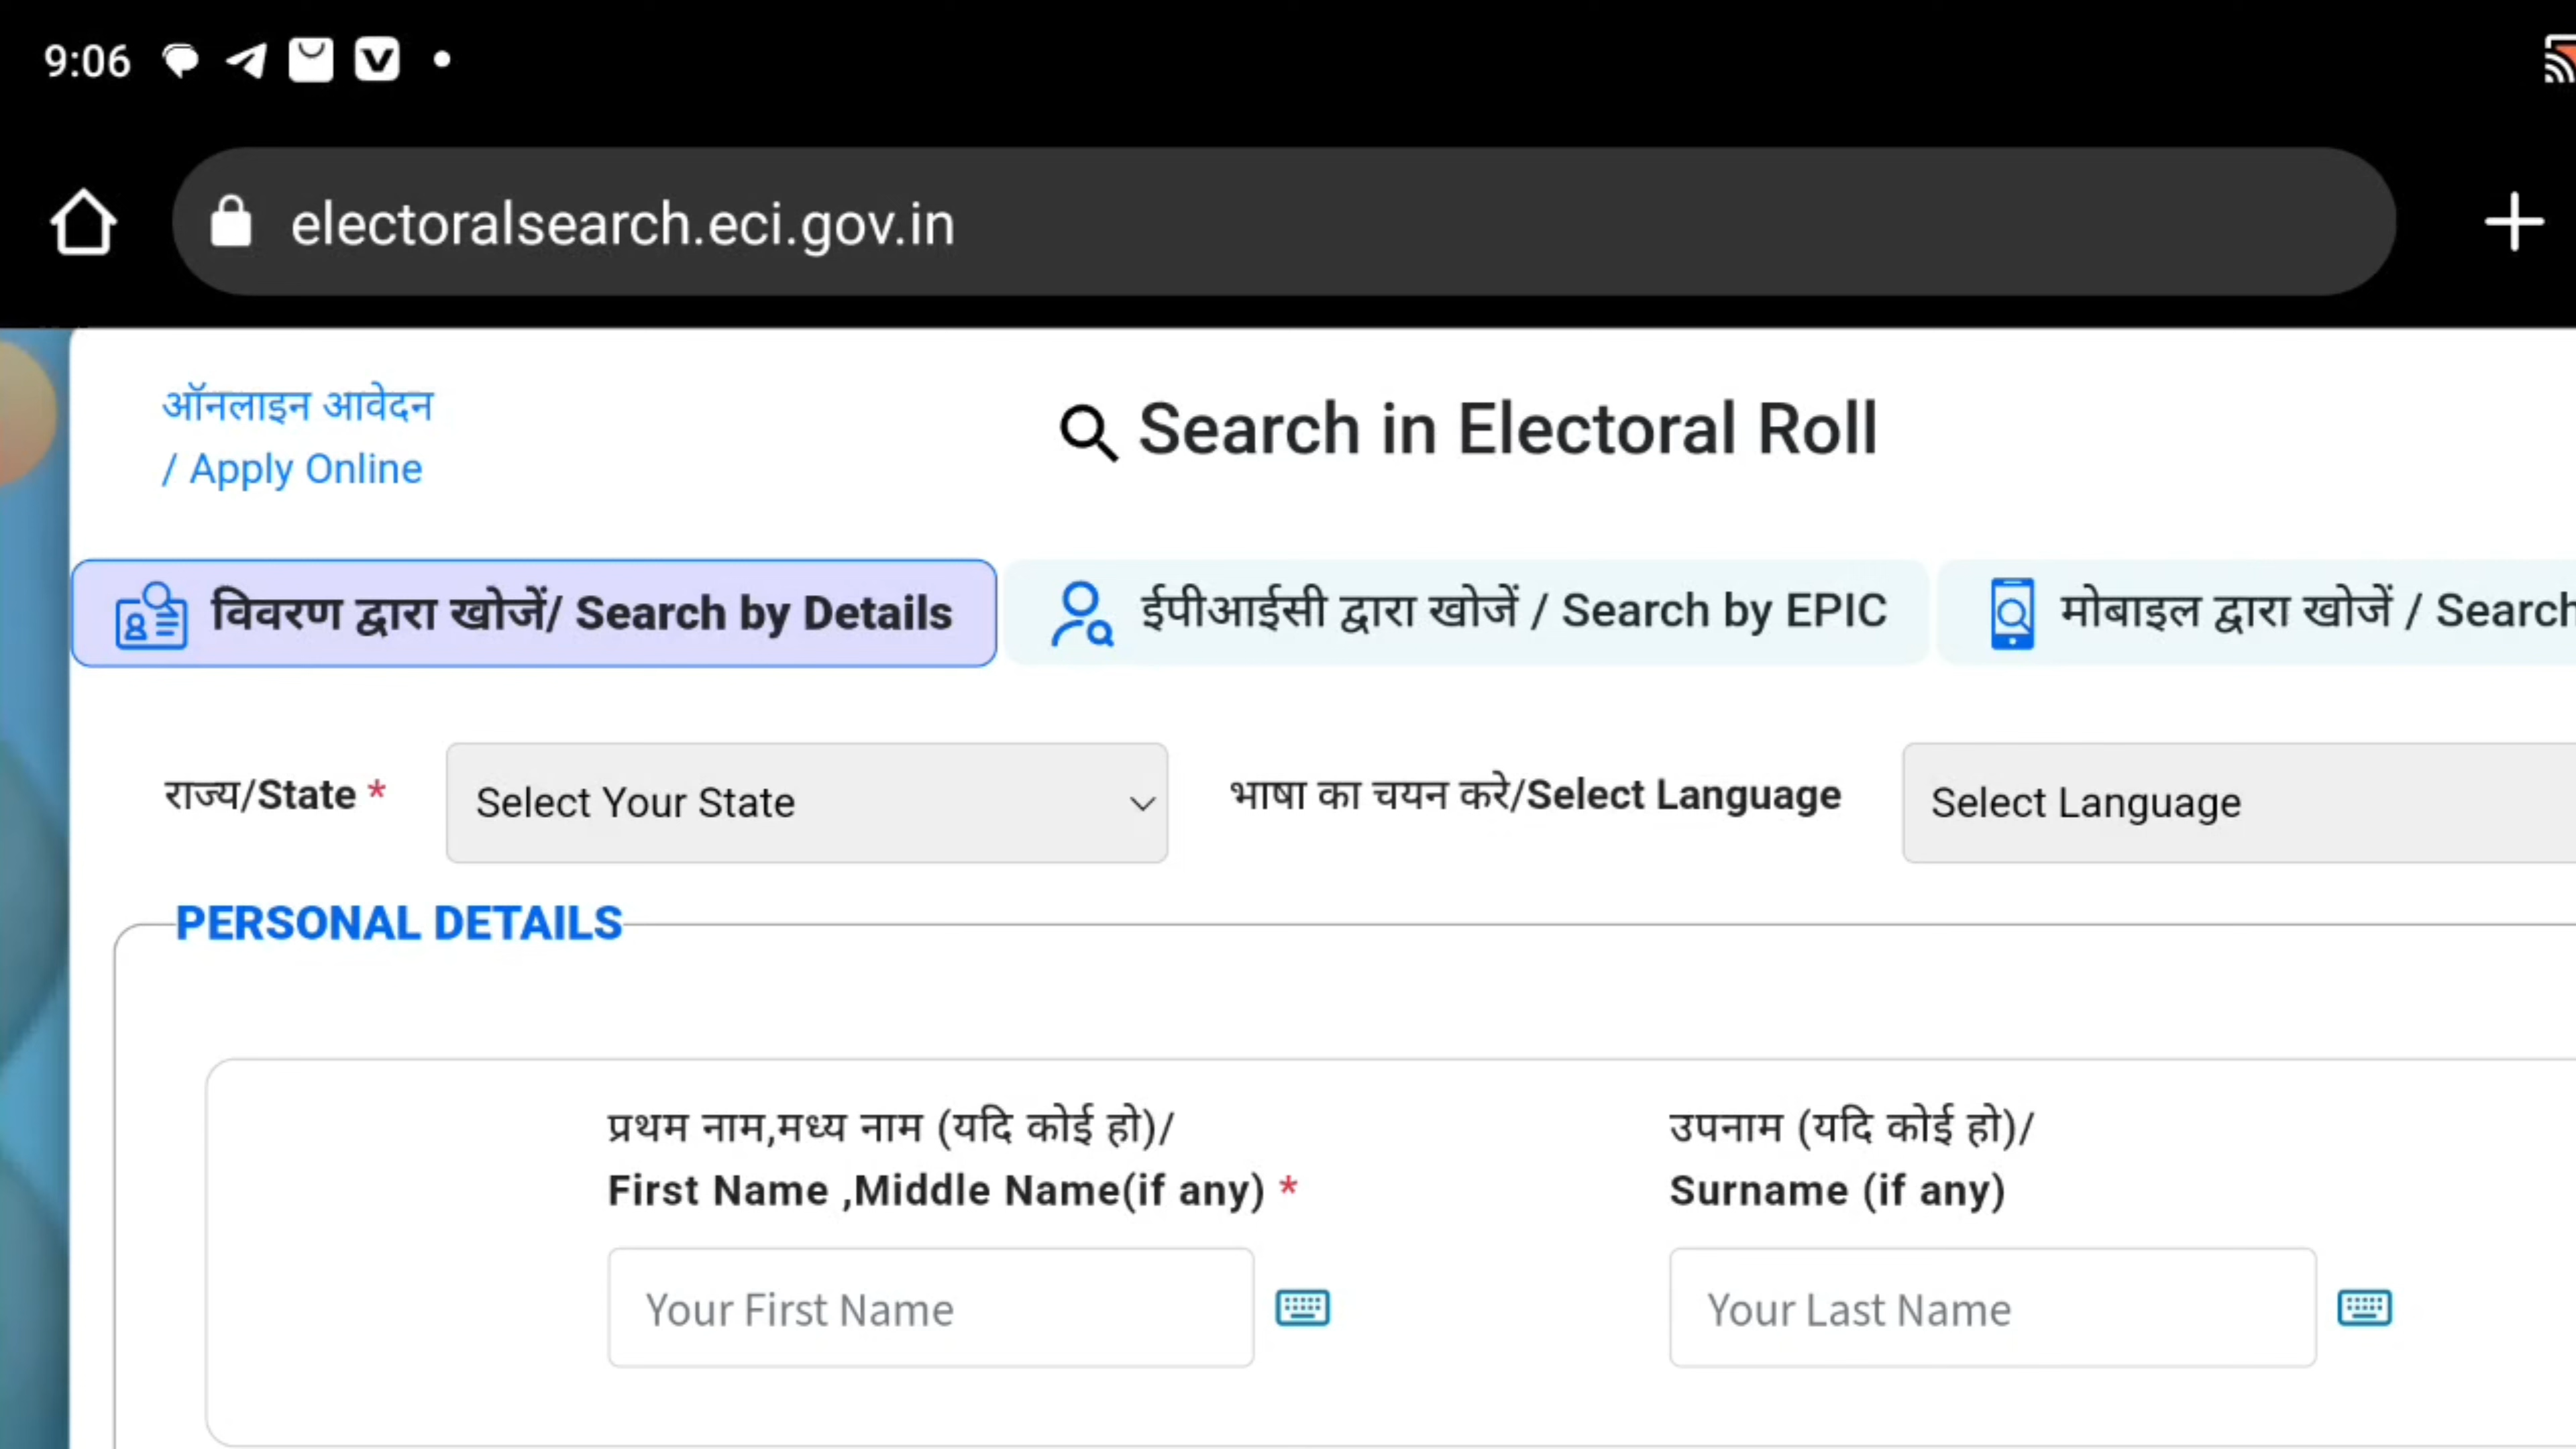 9:06
electoralsearch.eci.gov.in
ऑनलाइन आवेदन
/ Apply Online
Search in Electoral Roll
विवरण द्वारा खोजें/ Search by Details
ईपीआईसी द्वारा खोजें / Search by EPIC
मोबाइल द्वारा खोजें / Search
राज्य/State *
Select Your State
भाषा का चयन करे/Select Language
Select Language
PERSONAL DETAILS
प्रथम नाम,मध्य नाम (यदि कोई हो)/
First Name ,Middle Name(if any) *
Your First Name
उपनाम (यदि कोई हो)/
Surname (if any)
Your Last Name